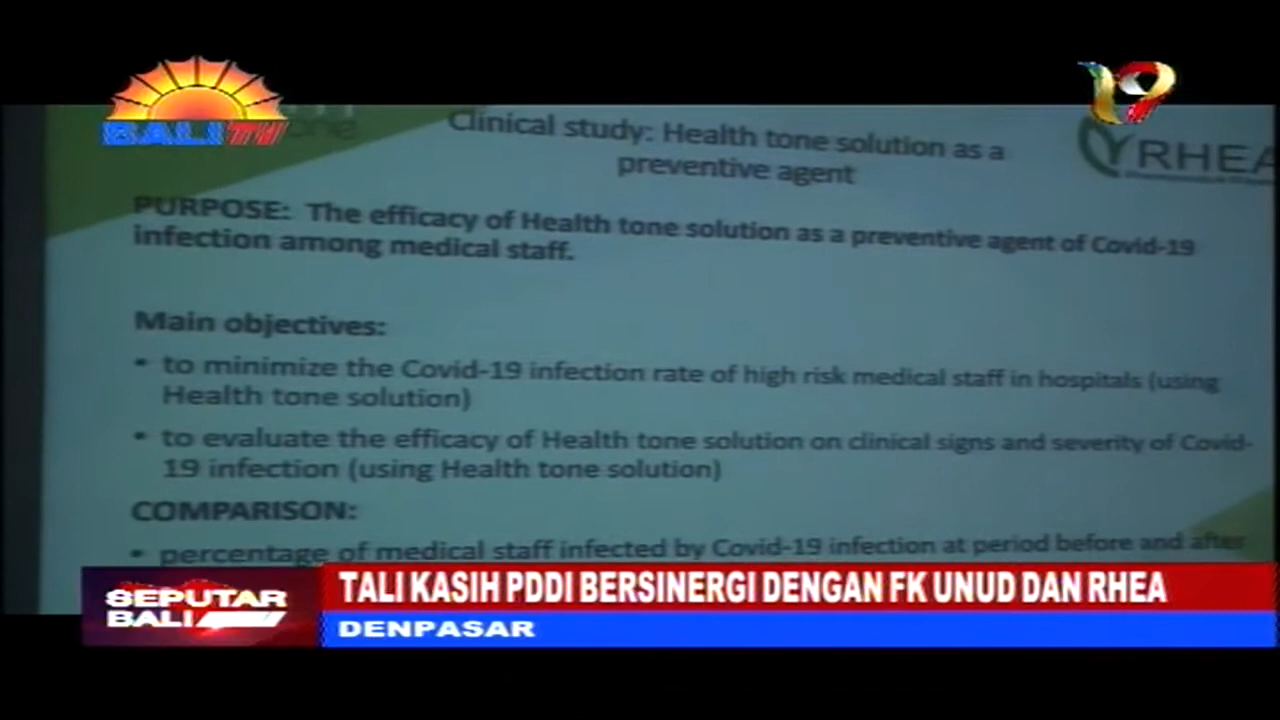 BALI TV
19
one
RHEA
Clinical study: Health tone solution as a
preventive agent
PURPOSE: The efficacy of Health tone solution as a preventive agent of Covid-19
infection among medical staff.
Main objectives:
• to minimize the Covid-19 infection rate of high risk medical staff in hospitals (using
Health tone solution)
• to evaluate the efficacy of Health tone solution on clinical signs and severity of Covid-
19 infection (using Health tone solution)
COMPARISON:
• percentage of medical staff infected by Covid-19 infection at period before and after
SEPUTAR
BALI
TALI KASIH PDDI BERSINERGI DENGAN FK UNUD DAN RHEA
DENPASAR